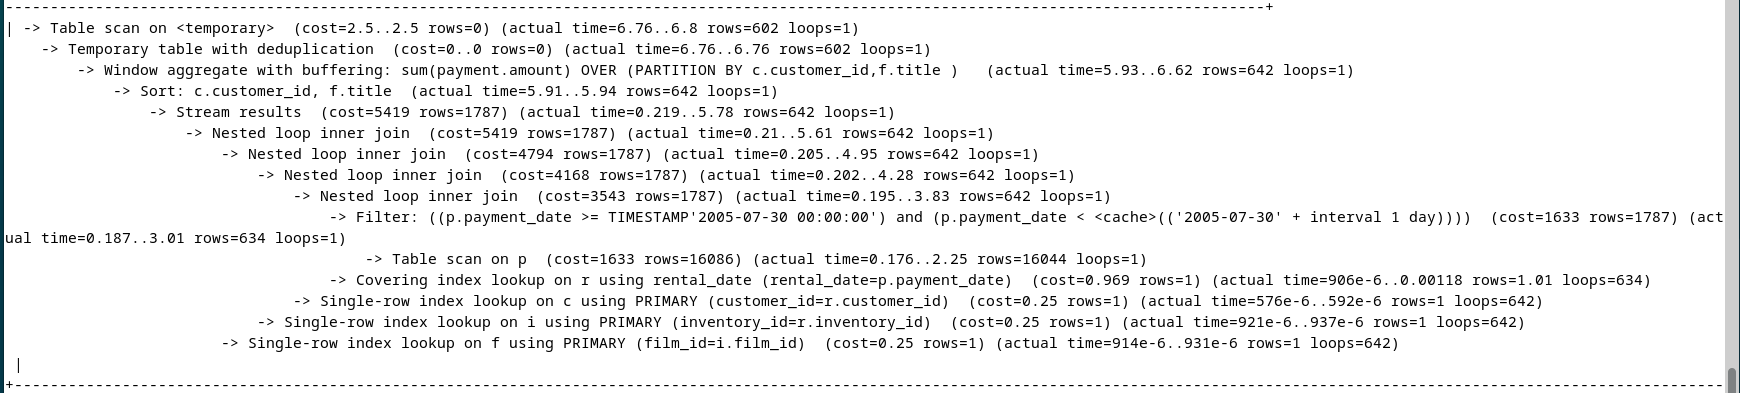 ------------------------------------------------------------------------------------------------------------------------------------------+
| -> Table scan on <temporary>  (cost=2.5..2.5 rows=0) (actual time=6.76..6.8 rows=602 loops=1)
    -> Temporary table with deduplication  (cost=0..0 rows=0) (actual time=6.76..6.76 rows=602 loops=1)
        -> Window aggregate with buffering: sum(payment.amount) OVER (PARTITION BY c.customer_id,f.title )   (actual time=5.93..6.62 rows=642 loops=1)
            -> Sort: c.customer_id, f.title  (actual time=5.91..5.94 rows=642 loops=1)
                -> Stream results  (cost=5419 rows=1787) (actual time=0.219..5.78 rows=642 loops=1)
                    -> Nested loop inner join  (cost=5419 rows=1787) (actual time=0.21..5.61 rows=642 loops=1)
                        -> Nested loop inner join  (cost=4794 rows=1787) (actual time=0.205..4.95 rows=642 loops=1)
                            -> Nested loop inner join  (cost=4168 rows=1787) (actual time=0.202..4.28 rows=642 loops=1)
                                -> Nested loop inner join  (cost=3543 rows=1787) (actual time=0.195..3.83 rows=642 loops=1)
                                    -> Filter: ((p.payment_date >= TIMESTAMP'2005-07-30 00:00:00') and (p.payment_date < <cache>(('2005-07-30' + interval 1 day))))  (cost=1633 rows=1787) (act
ual time=0.187..3.01 rows=634 loops=1)
                                        -> Table scan on p  (cost=1633 rows=16086) (actual time=0.176..2.25 rows=16044 loops=1)
                                    -> Covering index lookup on r using rental_date (rental_date=p.payment_date)  (cost=0.969 rows=1) (actual time=906e-6..0.00118 rows=1.01 loops=634)
                                -> Single-row index lookup on c using PRIMARY (customer_id=r.customer_id)  (cost=0.25 rows=1) (actual time=576e-6..592e-6 rows=1 loops=642)
                            -> Single-row index lookup on i using PRIMARY (inventory_id=r.inventory_id)  (cost=0.25 rows=1) (actual time=921e-6..937e-6 rows=1 loops=642)
                        -> Single-row index lookup on f using PRIMARY (film_id=i.film_id)  (cost=0.25 rows=1) (actual time=914e-6..931e-6 rows=1 loops=642)
 |
+----------------------------------------------------------------------------------------------------------------------------------------------------------------------------------------------